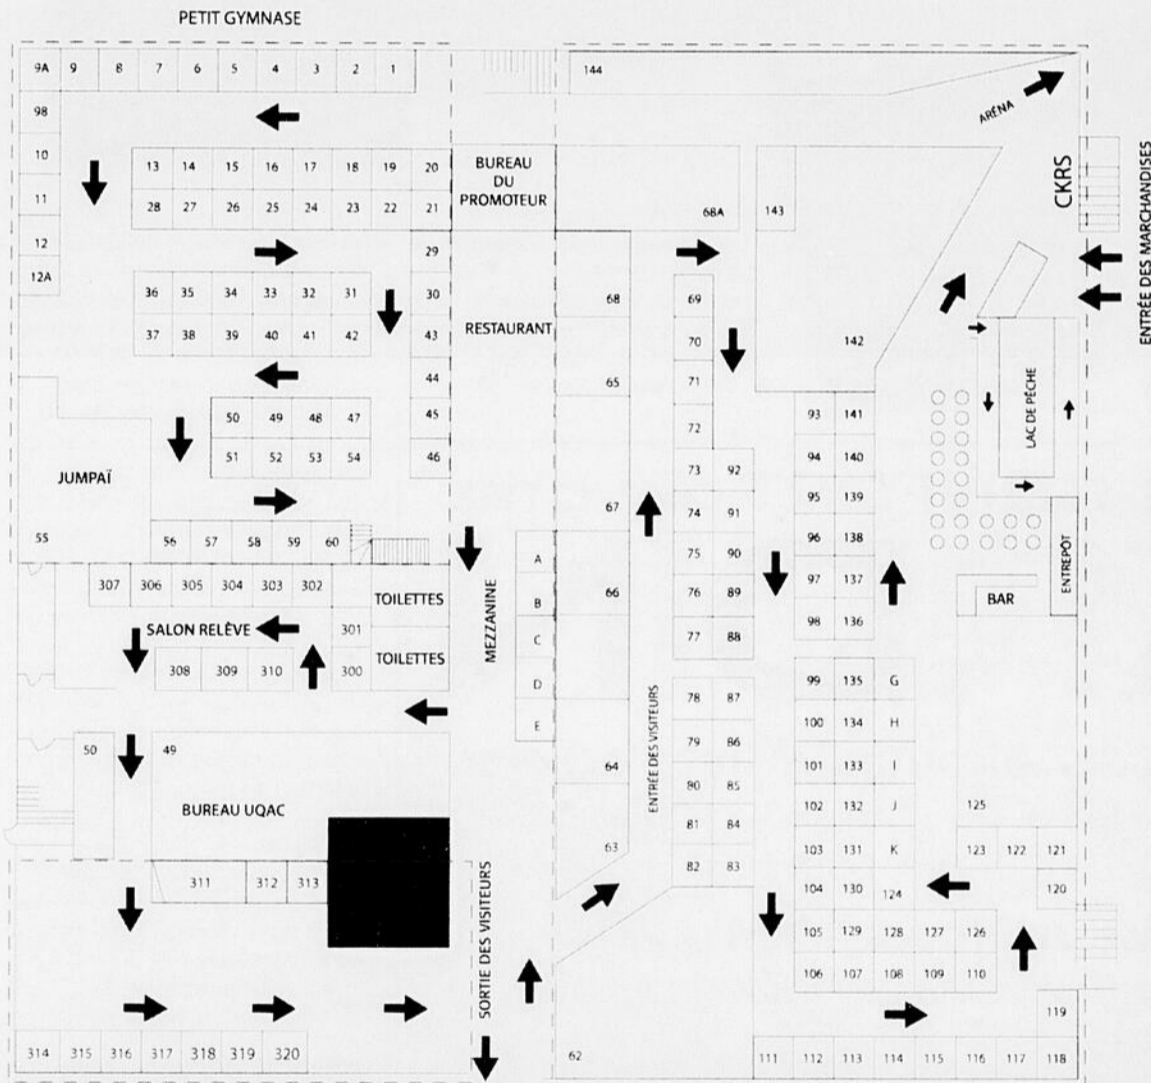 PETIT GYMNASE
9A 9 8 7 6 5 4 3 2 1
144
98
ARÉNA
10
13 14 15 16 17 18 19 20
BUREAU
DU
PROMOTEUR
CKRS
ENTRÉE DES MARCHANDISES
11
28 27 26 25 24 23 22 21
68A
143
12
29
12A
36 35 34 33 32 31 30
68
69
37 38 39 40 41 42 43
RESTAURANT
70
142
44
65
71
LAC DE PÊCHE
50 49 48 47 45
72
93 141
51 52 53 54 46
73 92
94 140
JUMPAÏ
95 139
67
74 91
55
56 57 58 59 60
96 138
A
75 90
307 306 305 304 303 302
TOILETTES
B
66
76 89
97 137
ENTREPÔT
BAR
SALON RELÈVE
301
MEZZANINE
C
77 88
98 136
308 309 310 300
TOILETTES
D
78 87
99 135 G
E
ENTRÉE DES VISITEURS
100 134 H
50
49
64
79 86
101 133 I
80 85
102 132 J
125
BUREAU UQAC
81 84
63
103 131 K
123 122 121
82 83
311 312 313
104 130 124
120
SORTIE DES VISITEURS
105 129 128 127 126
106 107 108 109 110
119
314 315 316 317 318 319 320
62
111 112 113 114 115 116 117 118